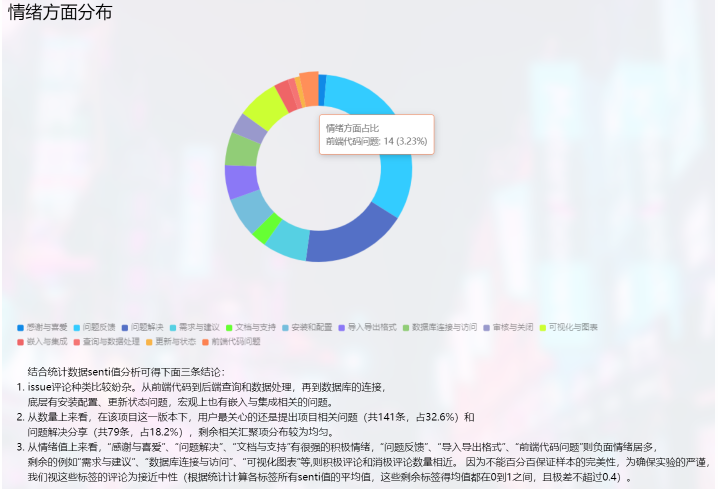 情绪方面分布
情绪方面占比
前端代码问题: 14 (3.23%)
感谢与喜爱 问题反馈 问题解决 需求与建议 文档与支持 安装和配置 导入导出格式 数据库连接与访问 审核与关闭 可视化与图表
嵌入与集成 查询与数据处理 更新与状态 前端代码问题
结合统计数据senti值分析可得下面三条结论：
1. issue评论种类比较纷杂。从前端代码到后端查询和数据处理，再到数据库的连接，
底层有安装配置、更新状态问题，宏观上也有嵌入与集成相关的问题。
2. 从数量上来看，在该项目这一版本下，用户最关心的还是提出项目相关问题（共141条，占32.6%）和
问题解决分享（共79条，占18.2%），剩余相关汇聚项分布较为均匀。
3. 从情绪值上来看，“感谢与喜爱”、“问题解决”、“文档与支持”有很强的积极情绪，“问题反馈”、“导入导出格式”、“前端代码问题”则负面情绪居多，
剩余的例如“需求与建议”、“数据库连接与访问”、“可视化图表”等,则积极评论和消极评论数量相近。 因为不能百分百保证样本的完美性，为确保实验的严谨，
我们视这些标签的评论为接近中性（根据统计计算各标签所有senti值的平均值，这些剩余标签得均值都在0到1之间，且极差不超过0.4）。